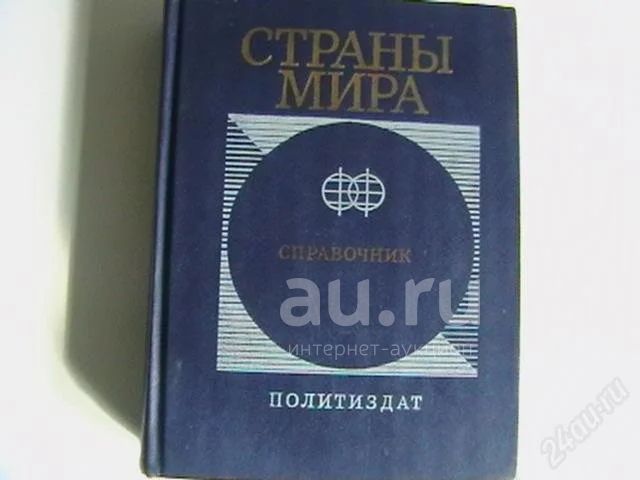 СТРАНЫ
МИРА
СПРАВОЧНИК
au.ru
интернет-аукцион
ПОЛИТИЗДАТ
24au.ru